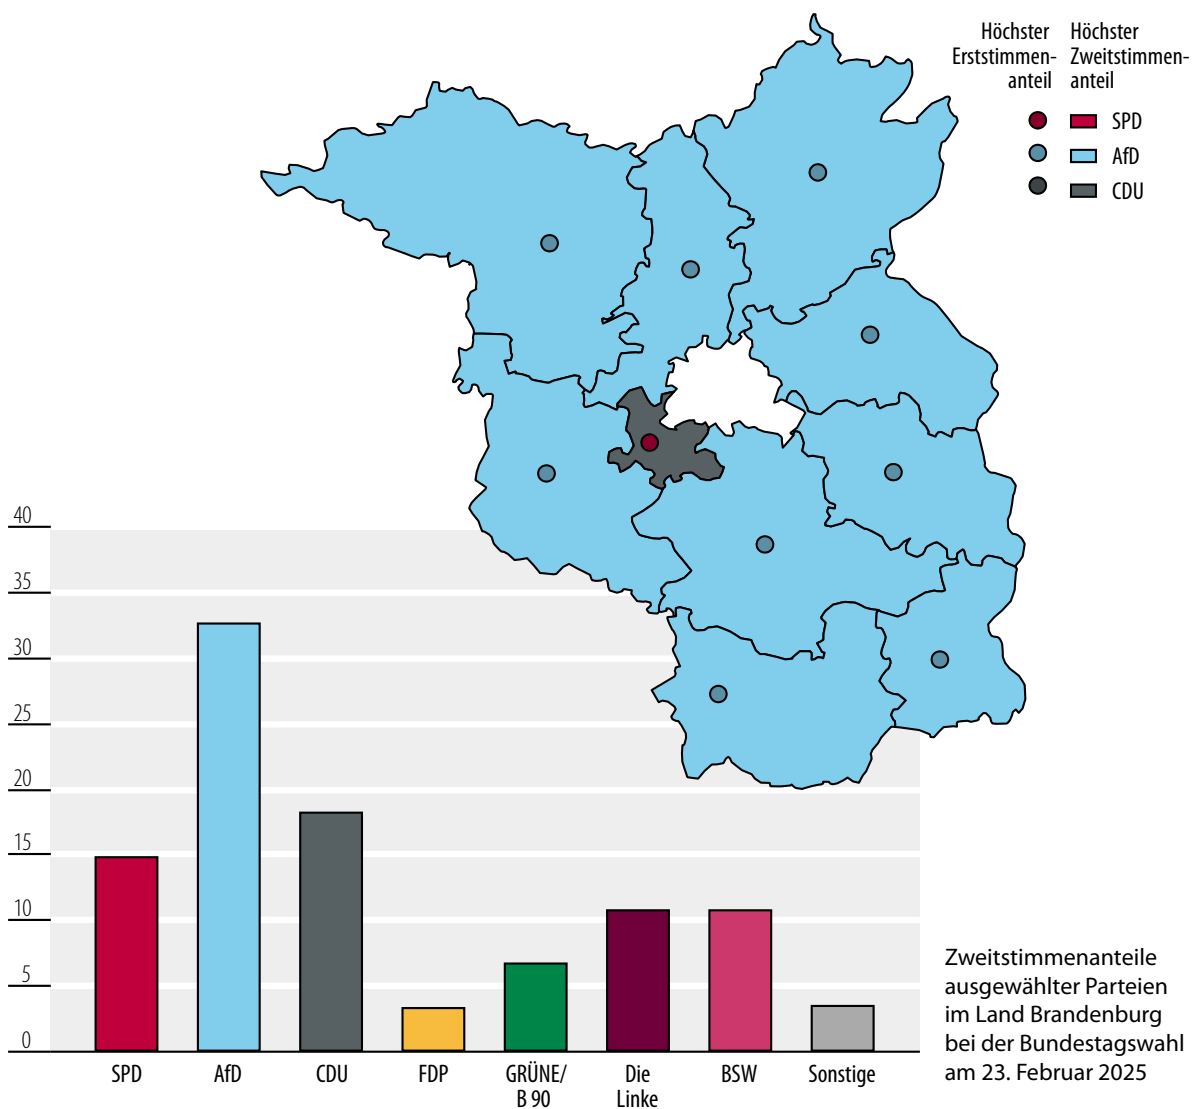 Höchster
Erststimmen-
anteil
Höchster
Zweitstimmen-
anteil
SPD
AfD
CDU
40
35
30
25
20
15
10
5
0
SPD
AfD
CDU
FDP
GRÜNE/
B 90
Die
Linke
BSW
Sonstige
Zweitstimmenanteile
ausgewählter Parteien
im Land Brandenburg
bei der Bundestagswahl
am 23. Februar 2025